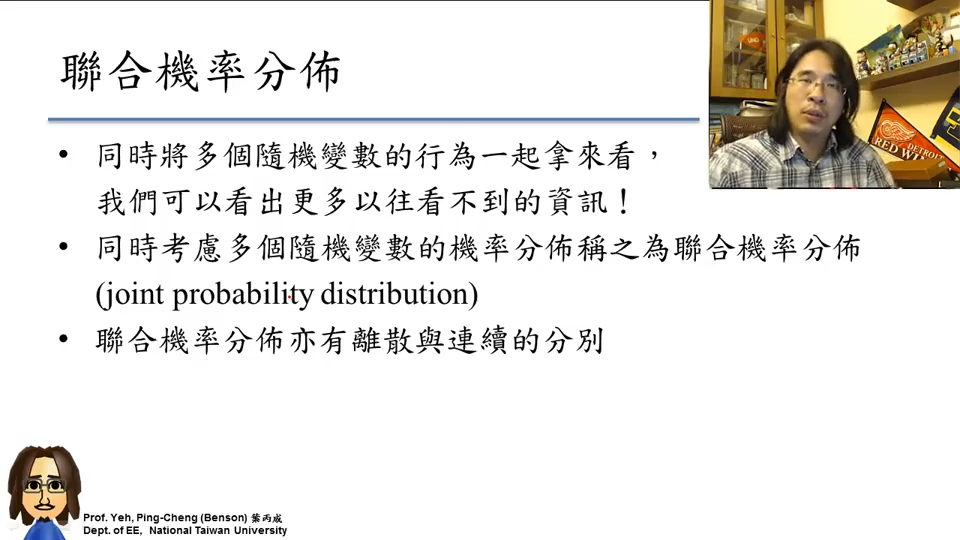 聯合機率分佈
• 同時將多個隨機變數的行為一起拿來看，
我們可以看出更多以往看不到的資訊！
• 同時考慮多個隨機變數的機率分佈稱之為聯合機率分佈
(joint probability distribution)
• 聯合機率分佈亦有離散與連續的分別
DETROIT
RED WI
Prof. Yeh, Ping-Cheng (Benson) 葉丙成
Dept. of EE, National Taiwan University